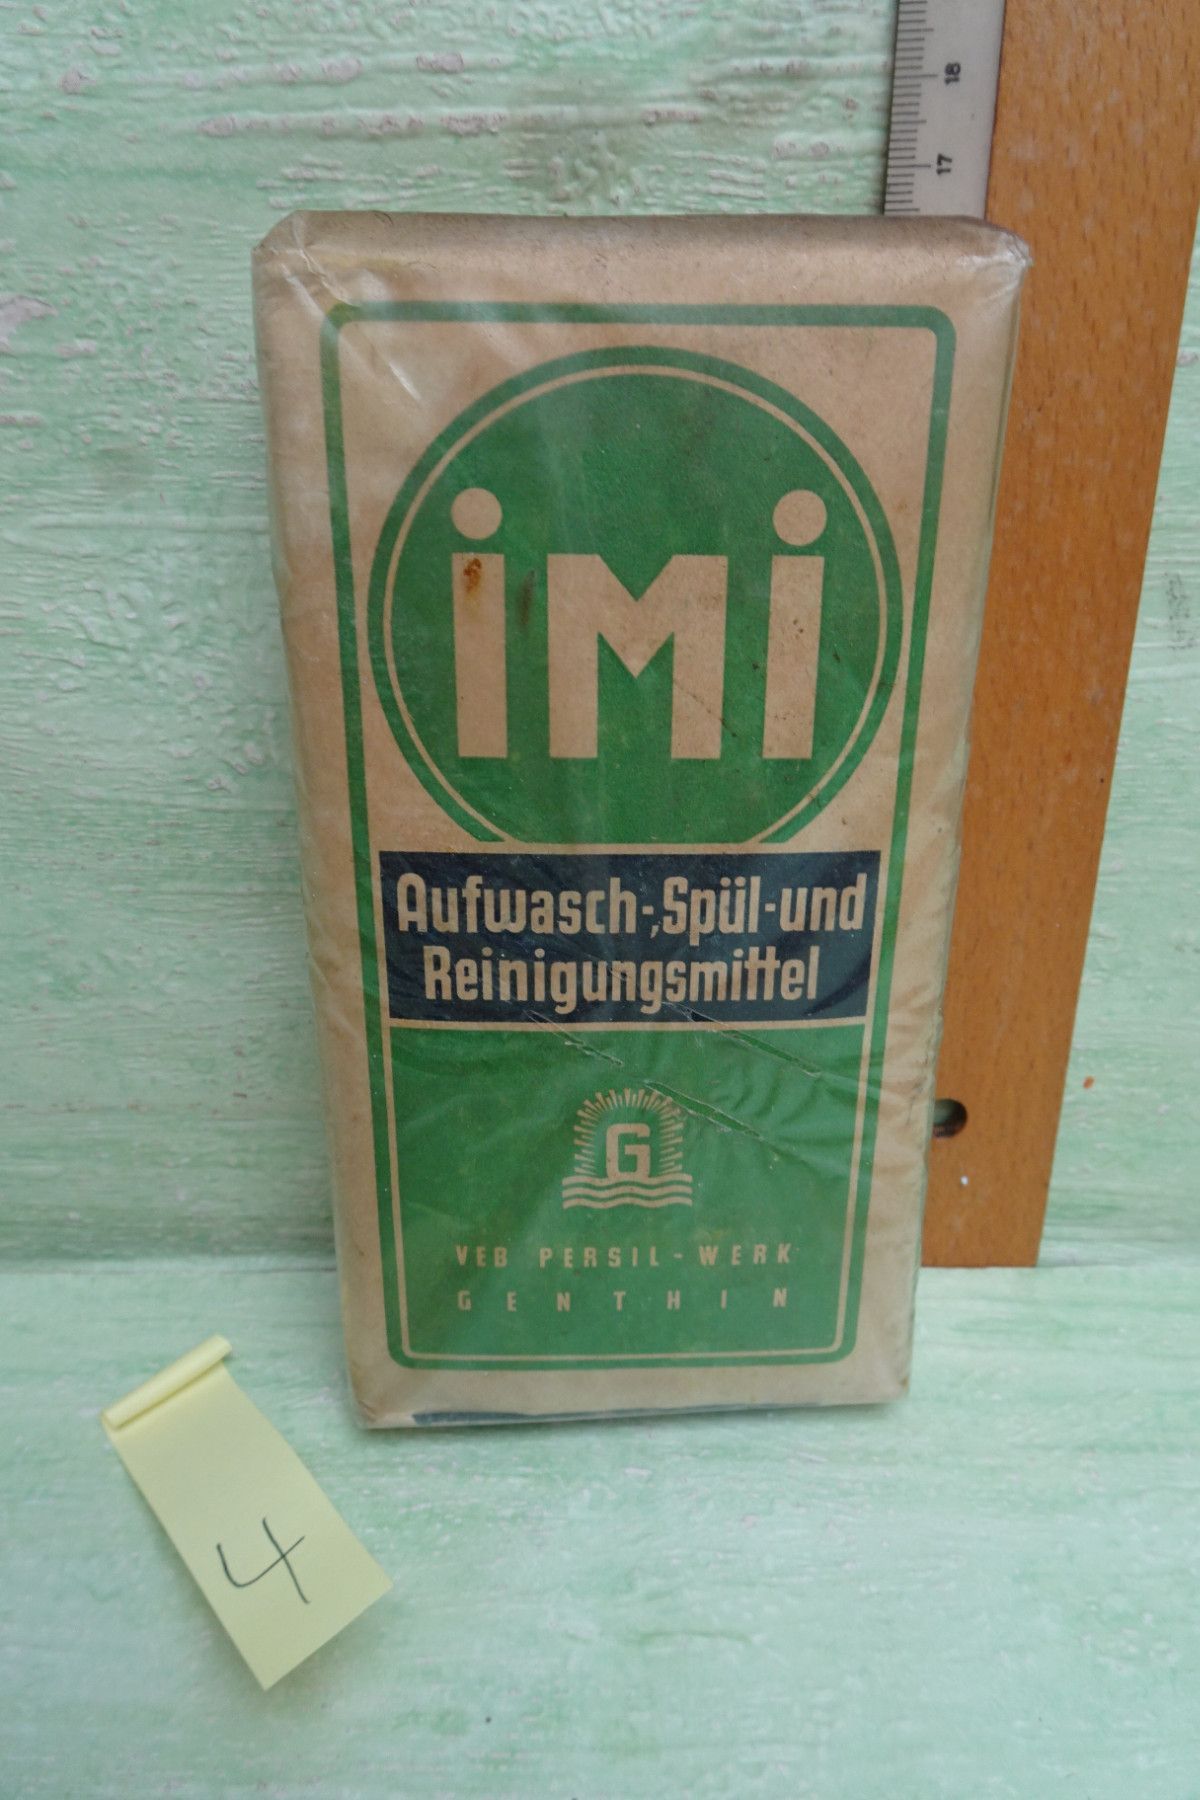 18
17
iMi
Aufwasch-, Spül-und
Reinigungsmittel
G
VEB PERSIL-WERK
GENTHIN
4